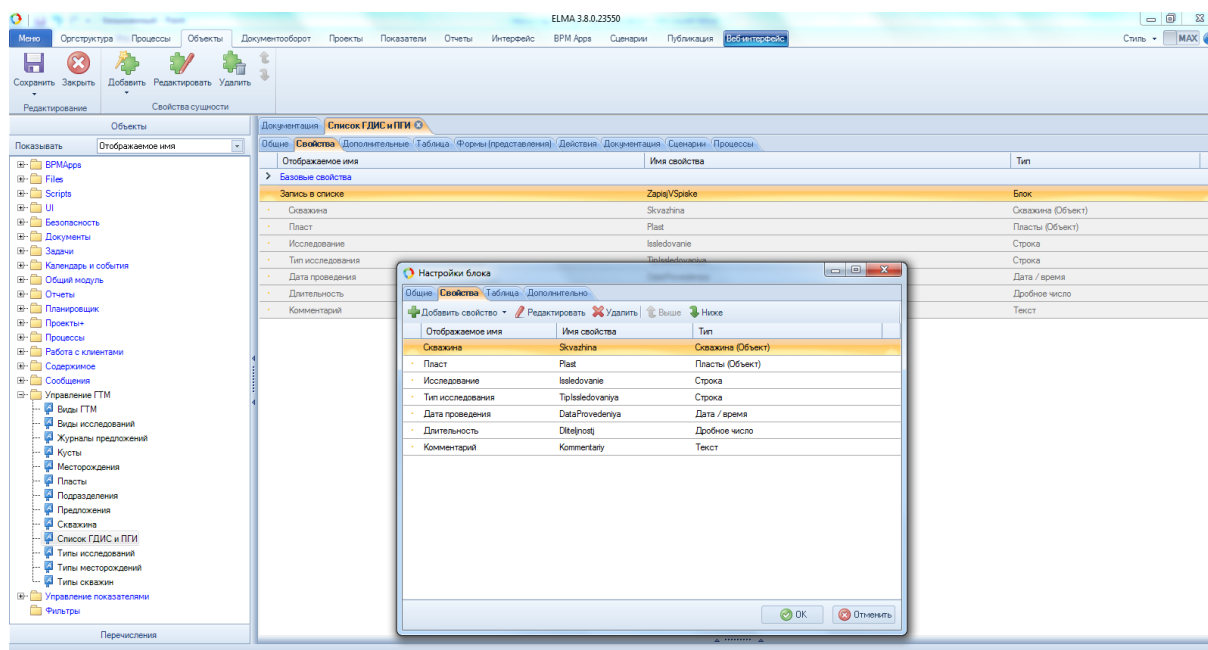 ELMA 3.8.0.23550
Меню Оргструктура Процессы Объекты Документооборот Проекты Показатели Отчеты Интерфейс BPM Apps Сценарии Публикация Веб-интерфейс Стиль MAX
Сохранить Закрыть Добавить Редактировать Удалить
Редактирование Свойства сущности
Объекты
Документация Список ГДИС и ПГИ
Показывать Отображаемое имя
Общие Свойства Дополнительные Таблица Формы (представления) Действия Документация Сценарии Процессы
Отображаемое имя Имя свойства Тип
Базовые свойства
Запись в списке ZapisjVSpiske Блок
Скважина Skvazhina Скважина (Объект)
Пласт Plast Пласты (Объект)
Исследование Issledovanie Строка
Тип исследования TipIssledovaniya Строка
Дата проведения DataProvedeniya Дата / время
Длительность Дробное число
Комментарий Текст
BPMApps
Files
Scripts
UI
Безопасность
Документы
Задачи
Календарь и события
Общий модуль
Отчеты
Планировщик
Проекты+
Процессы
Работа с клиентами
Содержимое
Сообщения
Управление ГТМ
Виды ГТМ
Виды исследований
Журналы предложений
Кусты
Месторождения
Пласты
Подразделения
Предложения
Скважина
Список ГДИС и ПГИ
Типы исследований
Типы месторождений
Типы скважин
Управление показателями
Фильтры
Перечисления
Настройки блока
Общие Свойства Таблица Дополнительно
Добавить свойство Редактировать Удалить Выше Ниже
Отображаемое имя Имя свойства Тип
Скважина Skvazhina Скважина (Объект)
Пласт Plast Пласты (Объект)
Исследование Issledovanie Строка
Тип исследования TipIssledovaniya Строка
Дата проведения DataProvedeniya Дата / время
Длительность Dliteljnostj Дробное число
Комментарий Kommentariy Текст
OK Отменить